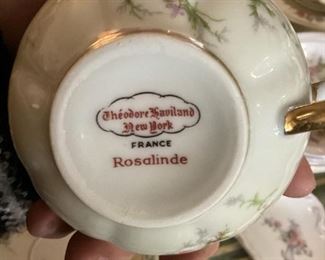 Théodore Haviland
New York
FRANCE
Rosalinde